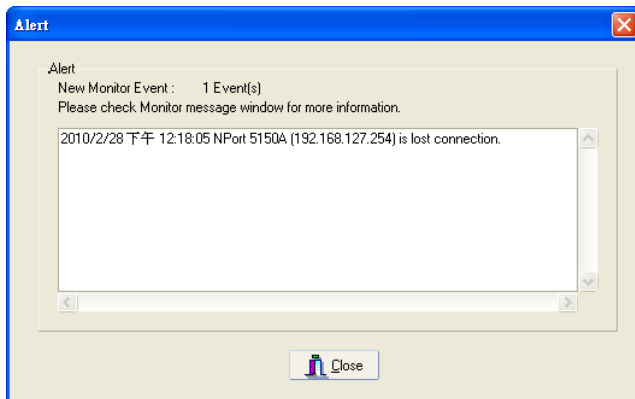 Alert
Alert
New Monitor Event : 1 Event(s)
Please check Monitor message window for more information.
2010/2/28 下午 12:18:05 NPort 5150A (192.168.127.254) is lost connection.
Close